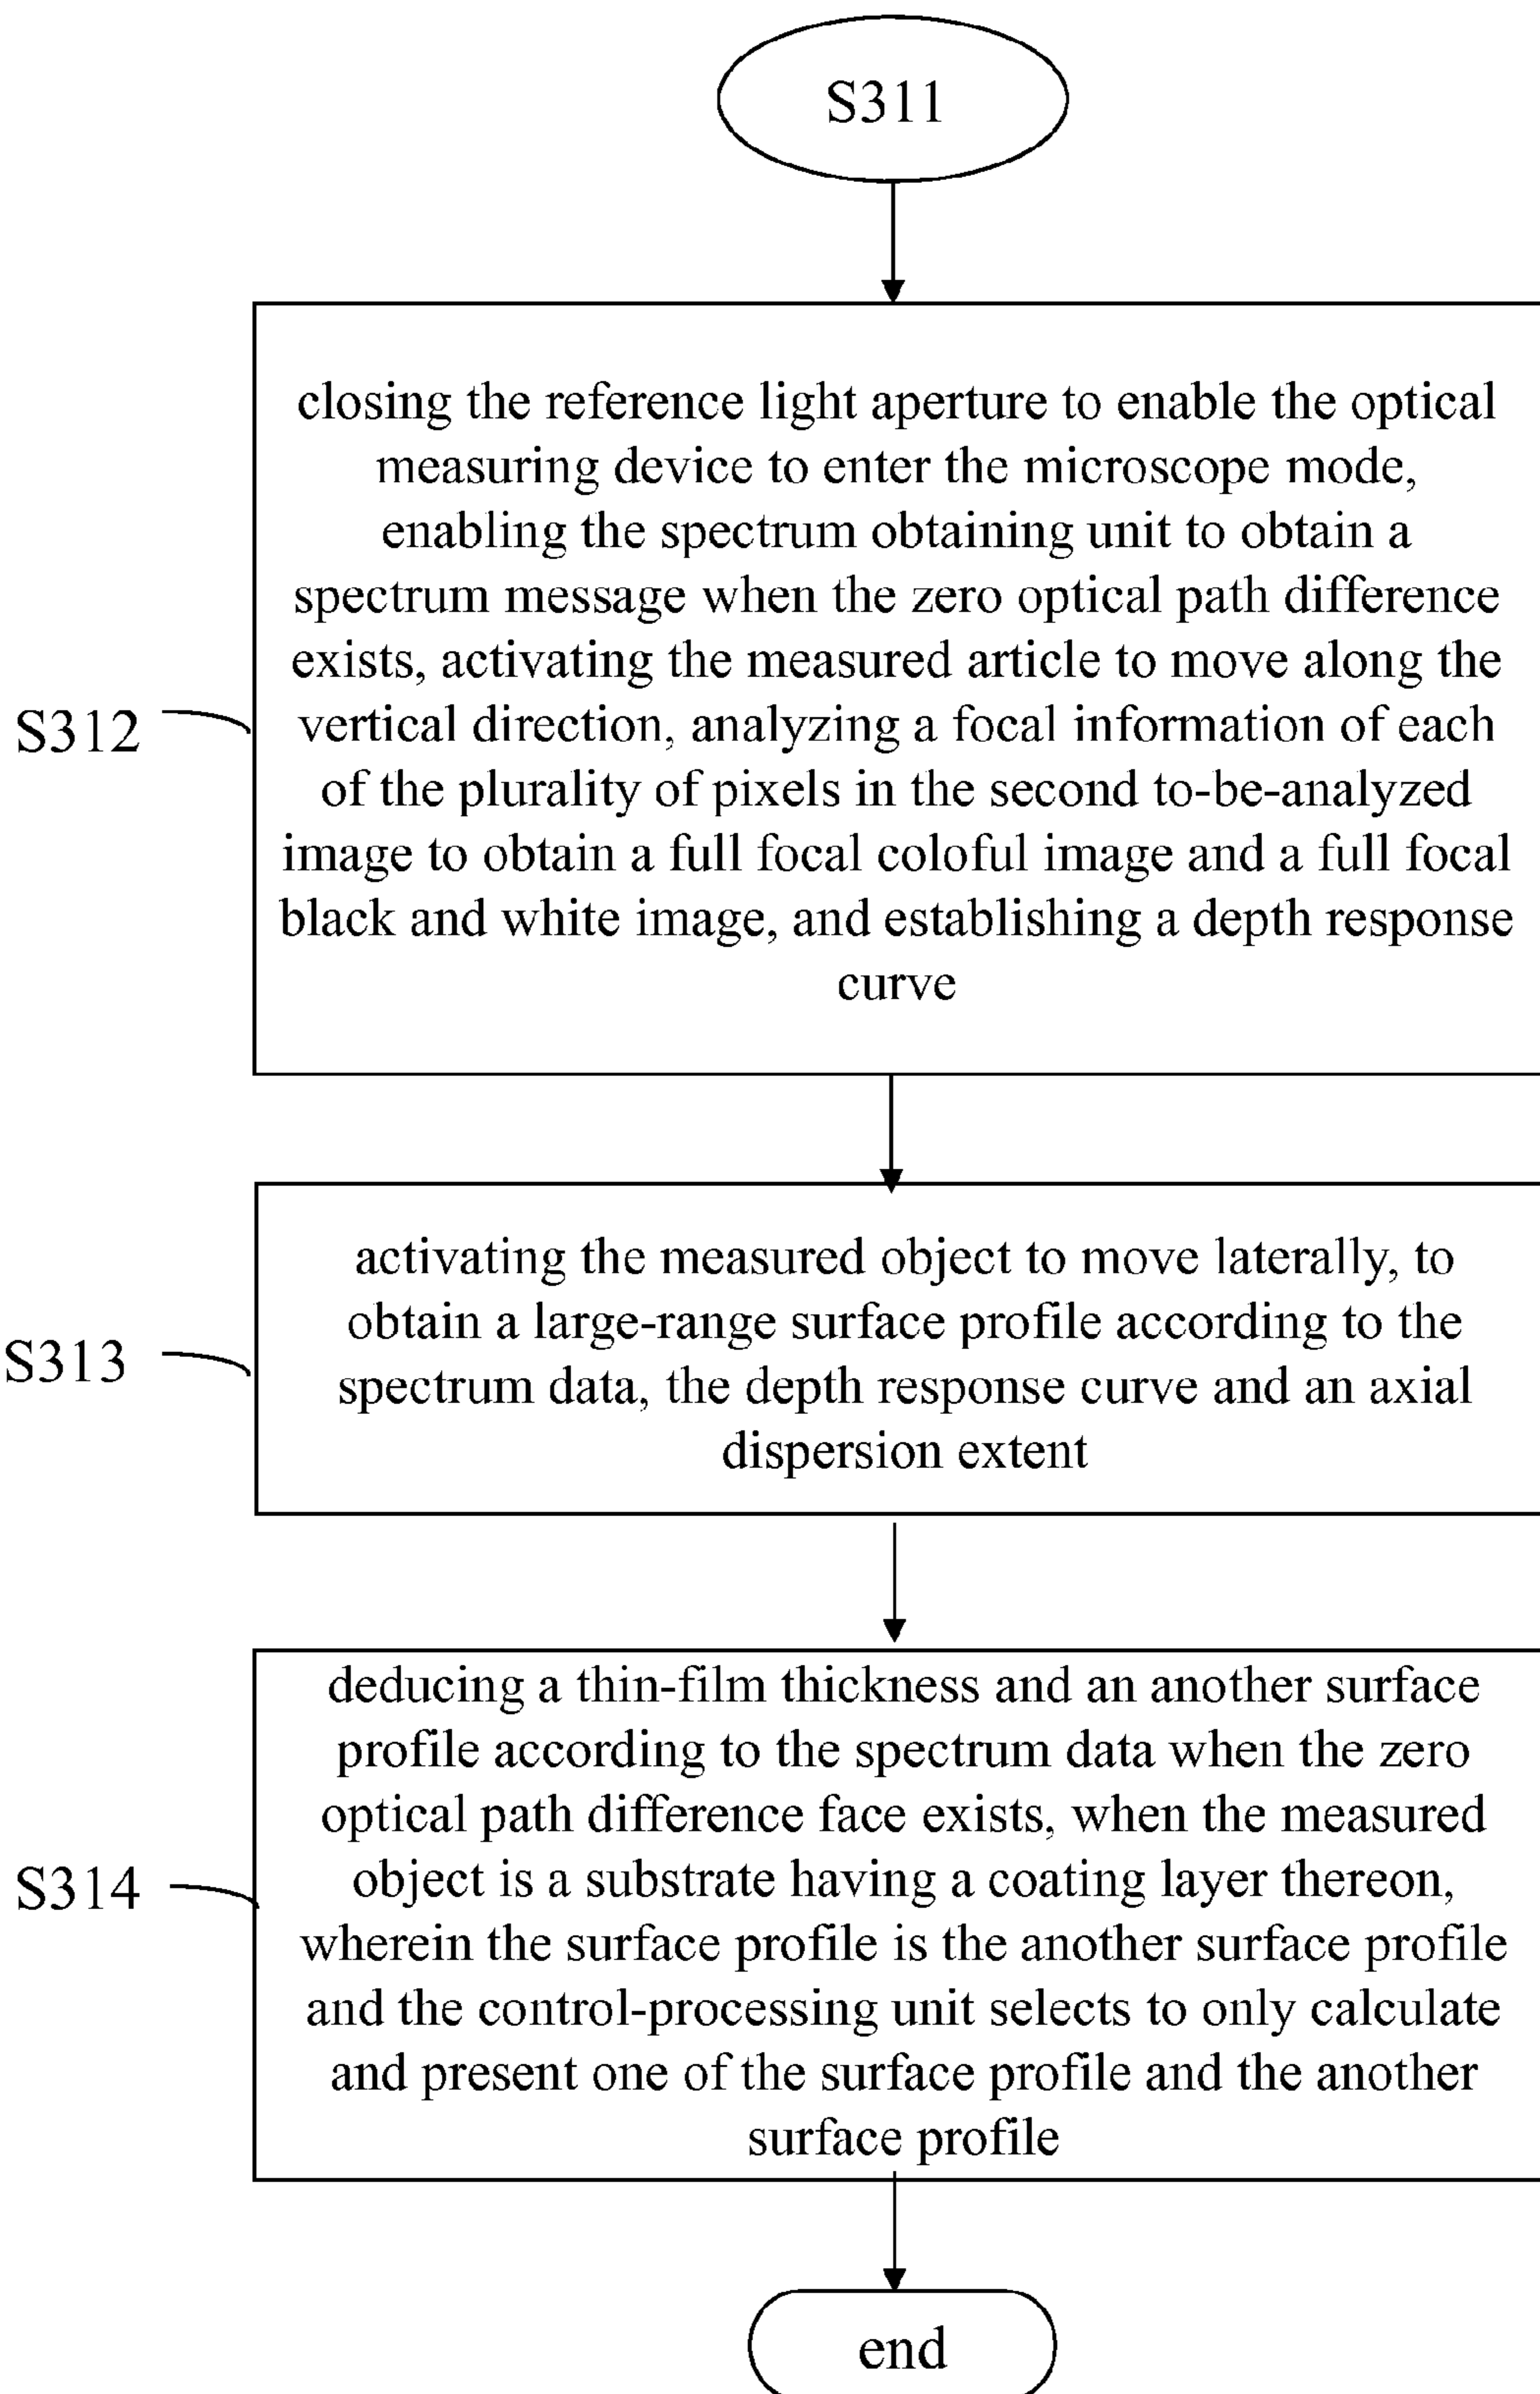 S311
closing the reference light aperture to enable the optical
measuring device to enter the microscope mode,
enabling the spectrum obtaining unit to obtain a
spectrum message when the zero optical path difference
exists, activating the measured article to move along the
vertical direction, analyzing a focal information of each
of the plurality of pixels in the second to-be-analyzed
image to obtain a full focal coloful image and a full focal
black and white image, and establishing a depth response
curve
S312
activating the measured object to move laterally, to
obtain a large-range surface profile according to the
spectrum data, the depth response curve and an axial
dispersion extent
S313
deducing a thin-film thickness and an another surface
profile according to the spectrum data when the zero
optical path difference face exists, when the measured
object is a substrate having a coating layer thereon,
wherein the surface profile is the another surface profile
and the control-processing unit selects to only calculate
and present one of the surface profile and the another
surface profile
S314
end